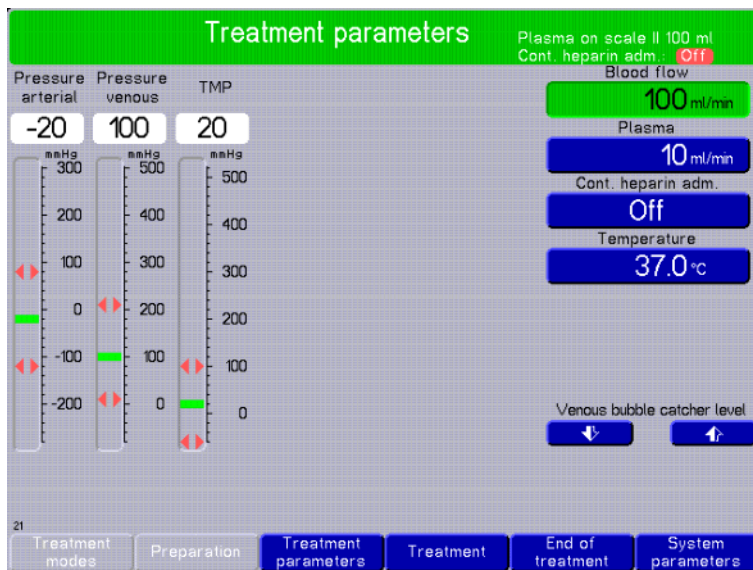 Treatment parameters
Plasma on scale II 100 ml
Cont. heparin adm.: Off
Pressure arterial
Pressure venous
TMP
-20
100
20
mmHg
mmHg
mmHg
300
200
100
0
-100
-200
500
400
300
200
100
0
500
400
300
200
100
0
Blood flow
100 ml/min
Plasma
10 ml/min
Cont. heparin adm.
Off
Temperature
37.0 °C
Venous bubble catcher level
21
Treatment modes
Preparation
Treatment parameters
Treatment
End of treatment
System parameters